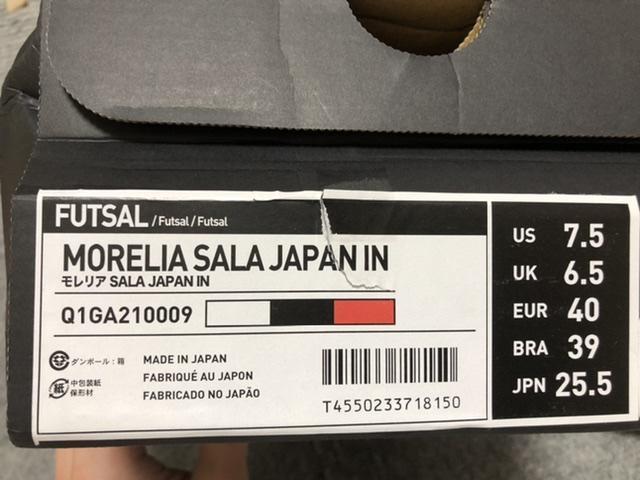 FUTSAL / Futsal / Futsal
MORELIA SALA JAPAN IN
モレリア SALA JAPAN IN
Q1GA210009
ダンボール：箱
紙
中包装紙
保形材
MADE IN JAPAN
FABRIQUÉ AU JAPON
FABRICADO NO JAPÃO
T4550233718150
US 7.5
UK 6.5
EUR 40
BRA 39
JPN 25.5